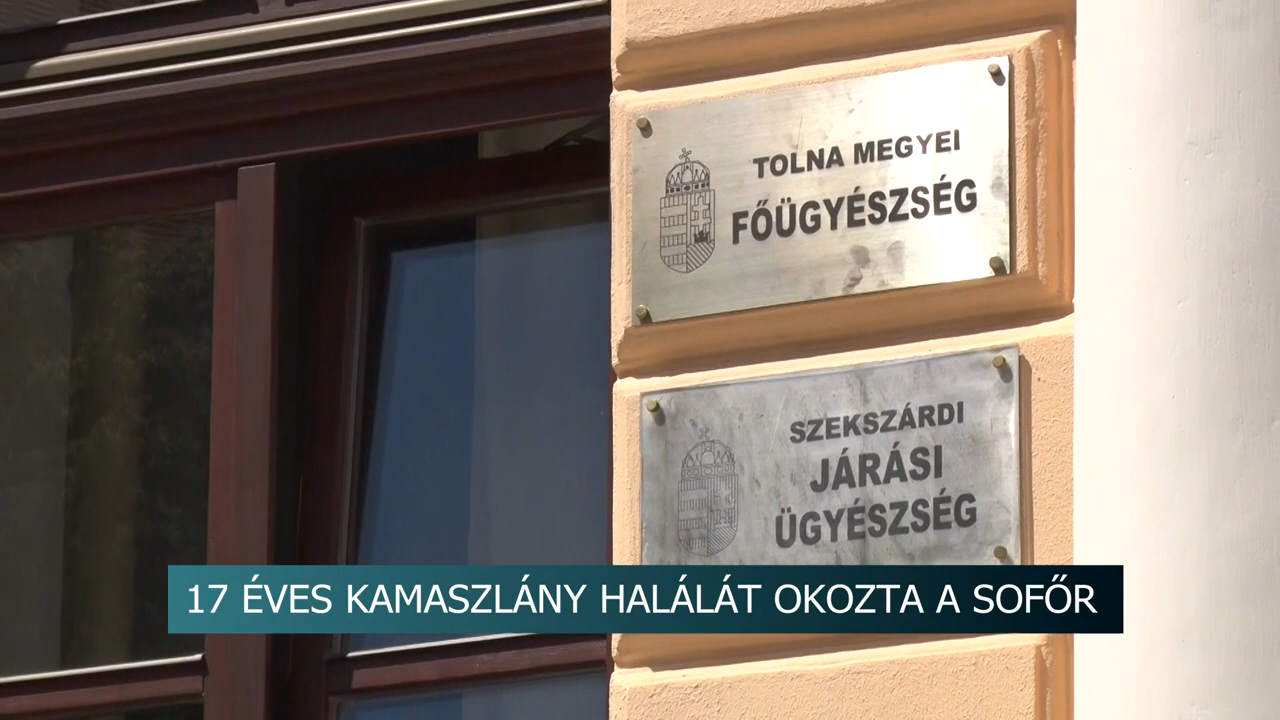 TOLNA MEGYEI
FŐÜGYÉSZSÉG
SZEKSZÁRDI
JÁRÁSI
ÜGYÉSZSÉG
17 ÉVES KAMASZLÁNY HALÁLÁT OKOZTA A SOFŐR